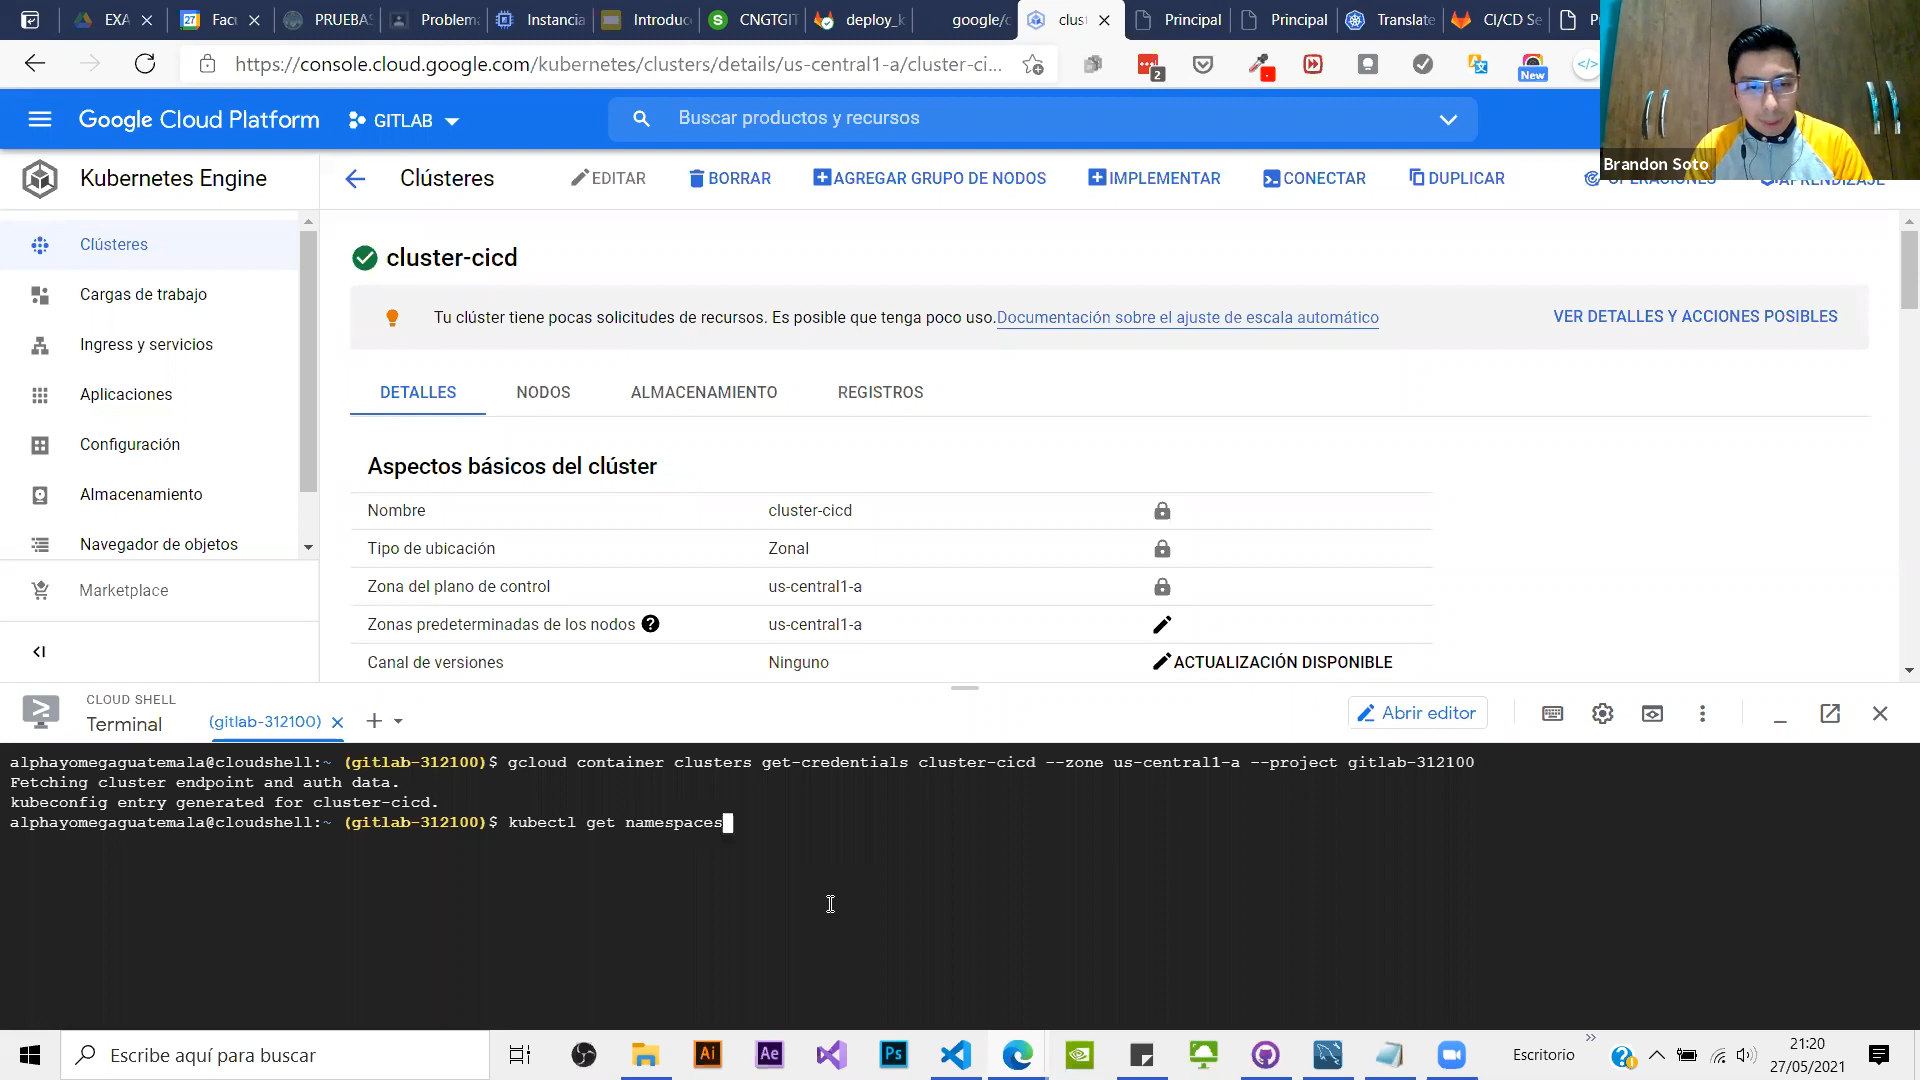 EXA
Facu
PRUEBAS
Problema
Instancia
Introduc
CNGTGIT
deploy_k
google/c
clust
Principal
Principal
Translate
CI/CD Se
https://console.cloud.google.com/kubernetes/clusters/details/us-central1-a/cluster-ci...
2
New
Google Cloud Platform
GITLAB
Buscar productos y recursos
Brandon Soto
Kubernetes Engine
Clústeres
EDITAR
BORRAR
AGREGAR GRUPO DE NODOS
IMPLEMENTAR
CONECTAR
DUPLICAR
OPERACIONES
APRENDIZAJE
Clústeres
Cargas de trabajo
Ingress y servicios
Aplicaciones
Configuración
Almacenamiento
Navegador de objetos
Marketplace
cluster-cicd
Tu clúster tiene pocas solicitudes de recursos. Es posible que tenga poco uso.Documentación sobre el ajuste de escala automático
VER DETALLES Y ACCIONES POSIBLES
DETALLES
NODOS
ALMACENAMIENTO
REGISTROS
Aspectos básicos del clúster
Nombre cluster-cicd
Tipo de ubicación Zonal
Zona del plano de control us-central1-a
Zonas predeterminadas de los nodos us-central1-a
Canal de versiones Ninguno ACTUALIZACIÓN DISPONIBLE
CLOUD SHELL
Terminal
(gitlab-312100)
Abrir editor
alphayomegaguatemala@cloudshell:~ (gitlab-312100)$ gcloud container clusters get-credentials cluster-cicd --zone us-central1-a --project gitlab-312100
Fetching cluster endpoint and auth data.
kubeconfig entry generated for cluster-cicd.
alphayomegaguatemala@cloudshell:~ (gitlab-312100)$ kubectl get namespaces
Escribe aquí para buscar
Escritorio
21:20
27/05/2021